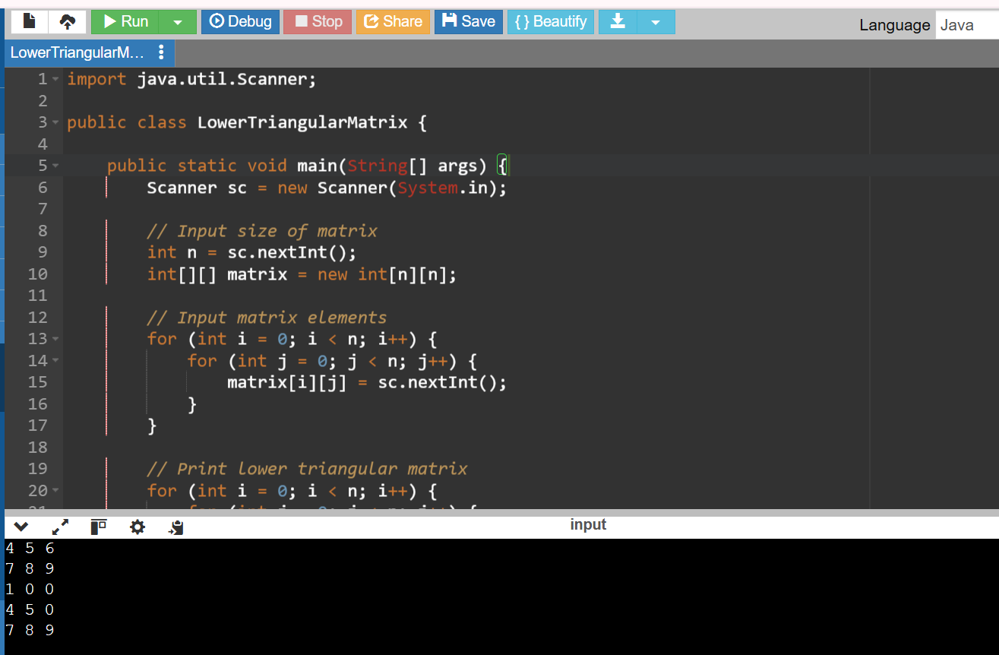 Run Debug Stop Share Save { } Beautify Language Java
LowerTriangularM...
1 import java.util.Scanner;
2
3 public class LowerTriangularMatrix {
4
5 public static void main(String[] args) {
6 Scanner sc = new Scanner(System.in);
7
8 // Input size of matrix
9 int n = sc.nextInt();
10 int[][] matrix = new int[n][n];
11
12 // Input matrix elements
13 for (int i = 0; i < n; i++) {
14 for (int j = 0; j < n; j++) {
15 matrix[i][j] = sc.nextInt();
16 }
17 }
18
19 // Print lower triangular matrix
20 for (int i = 0; i < n; i++) {
input
4 5 6
7 8 9
1 0 0
4 5 0
7 8 9